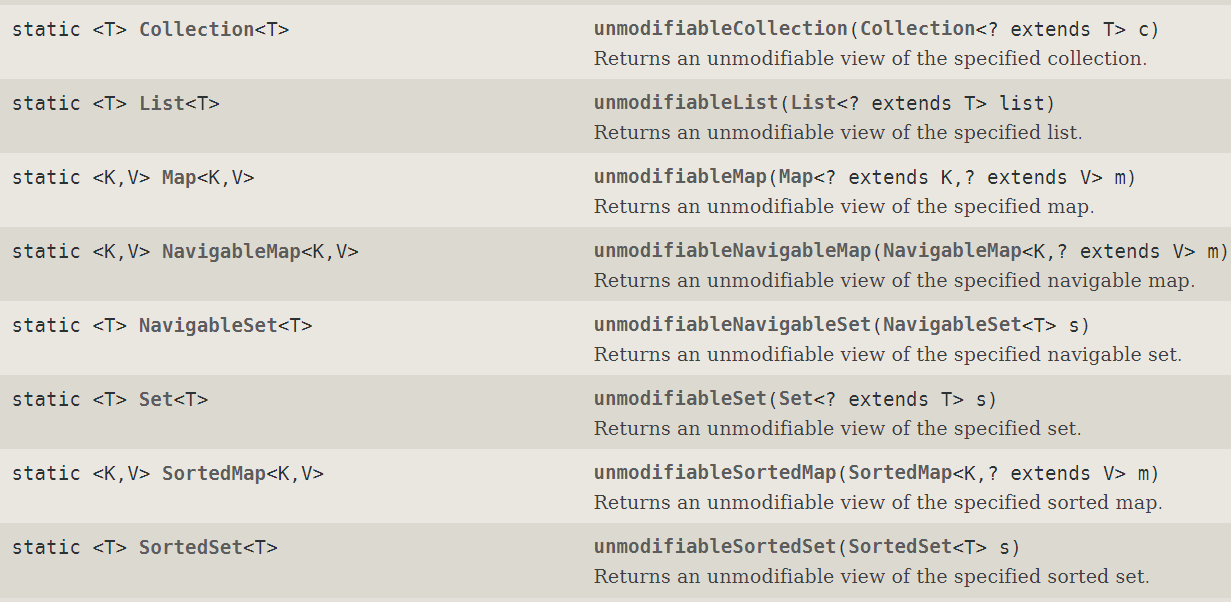 static <T> Collection<T>
unmodifiableCollection(Collection<? extends T> c)
Returns an unmodifiable view of the specified collection.
static <T> List<T>
unmodifiableList(List<? extends T> list)
Returns an unmodifiable view of the specified list.
static <K,V> Map<K,V>
unmodifiableMap(Map<? extends K,? extends V> m)
Returns an unmodifiable view of the specified map.
static <K,V> NavigableMap<K,V>
unmodifiableNavigableMap(NavigableMap<K,? extends V> m)
Returns an unmodifiable view of the specified navigable map.
static <T> NavigableSet<T>
unmodifiableNavigableSet(NavigableSet<T> s)
Returns an unmodifiable view of the specified navigable set.
static <T> Set<T>
unmodifiableSet(Set<? extends T> s)
Returns an unmodifiable view of the specified set.
static <K,V> SortedMap<K,V>
unmodifiableSortedMap(SortedMap<K,? extends V> m)
Returns an unmodifiable view of the specified sorted map.
static <T> SortedSet<T>
unmodifiableSortedSet(SortedSet<T> s)
Returns an unmodifiable view of the specified sorted set.